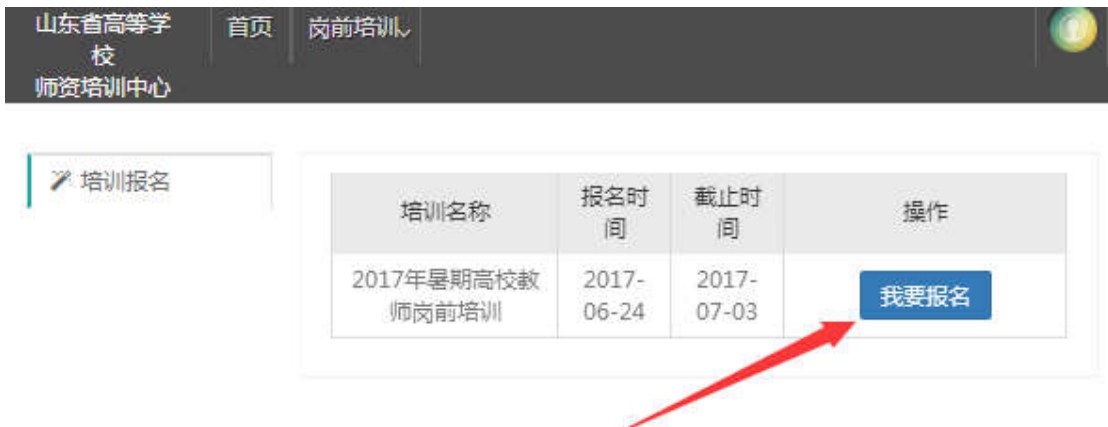 山东省高等学
校
师资培训中心
首页
岗前培训
培训报名
培训名称
报名时
间
截止时
间
操作
2017年暑期高校教
师岗前培训
2017-
06-24
2017-
07-03
我要报名